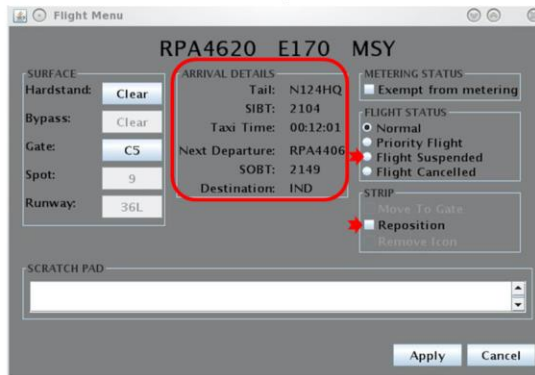 Flight Menu
RPA4620 E170 MSY
SURFACE
Hardstand: Clear
Bypass: Clear
Gate: C5
Spot: 9
Runway: 36L
ARRIVAL DETAILS
Tail: N124HQ
SIBT: 2104
Taxi Time: 00:12:01
Next Departure: RPA4406
SOBT: 2149
Destination: IND
METERING STATUS
Exempt from metering
FLIGHT STATUS
Normal
Priority Flight
Flight Suspended
Flight Cancelled
STRIP
Move To Gate
Reposition
Remove Icon
SCRATCH PAD
Apply Cancel